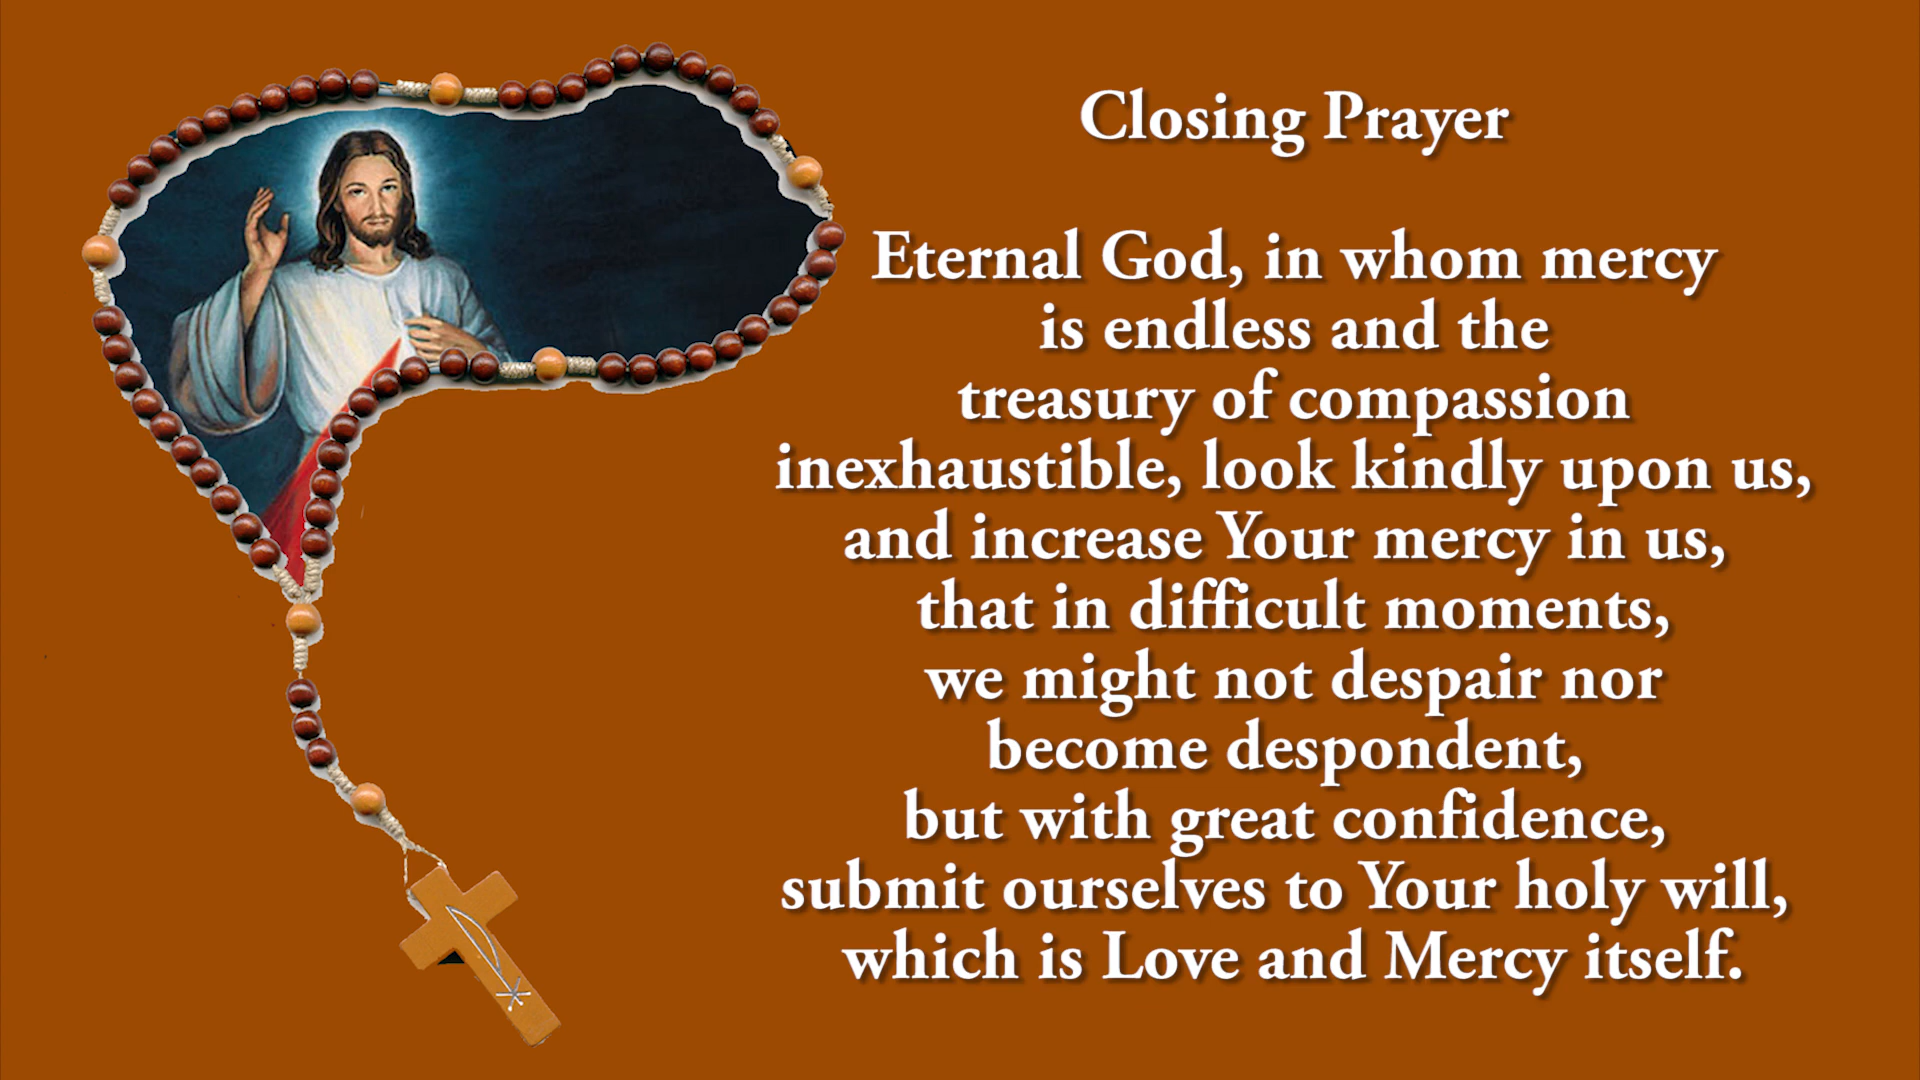 Closing Prayer
Eternal God, in whom mercy
is endless and the
treasury of compassion
inexhaustible, look kindly upon us,
and increase Your mercy in us,
that in difficult moments,
we might not despair nor
become despondent,
but with great confidence,
submit ourselves to Your holy will,
which is Love and Mercy itself.